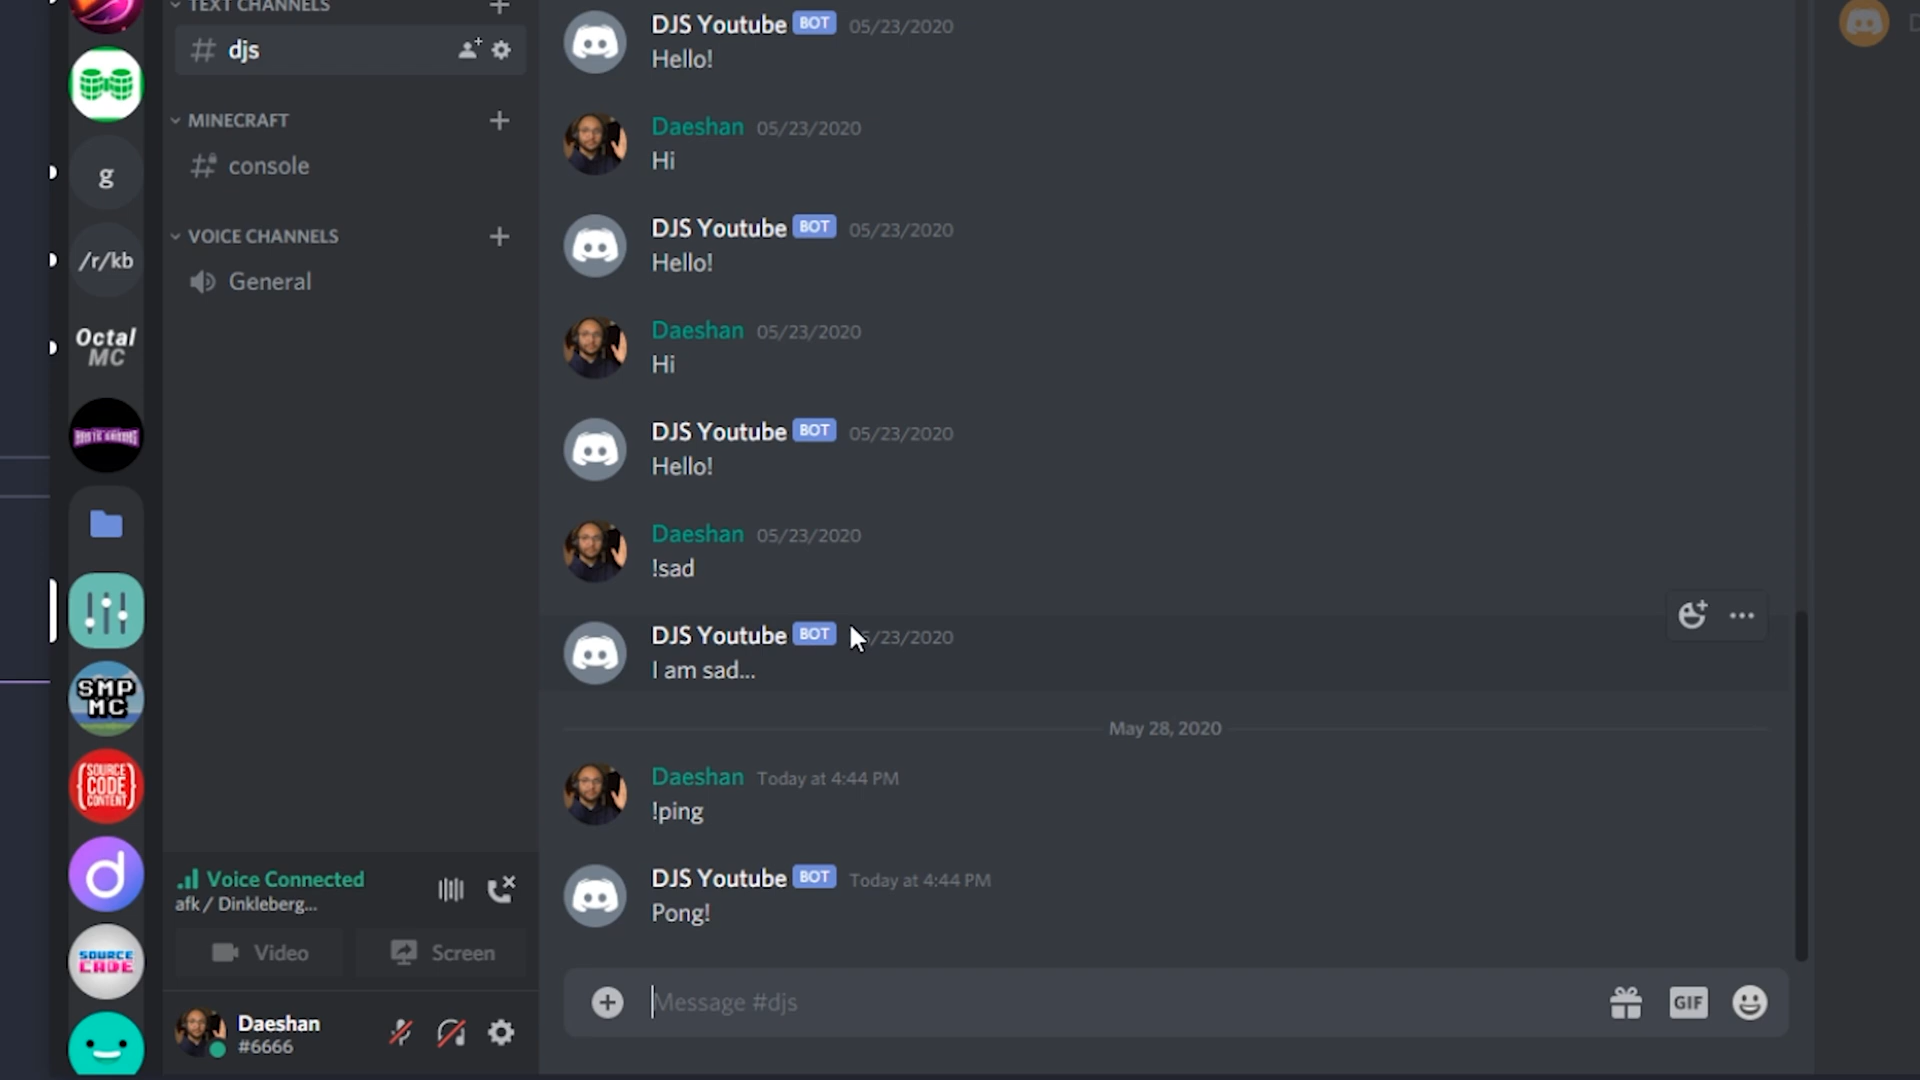 TEXT CHANNELS
djs
MINECRAFT
console
VOICE CHANNELS
General
g
/r/kb
Octal
MC
SMP
MC
{SOURCE
CODE
CONTENT}
d
SOURCE
CADE
Voice Connected
afk / Dinkleberg...
Video
Screen
Daeshan
#6666
DJS Youtube BOT 05/23/2020
Hello!
Daeshan 05/23/2020
Hi
DJS Youtube BOT 05/23/2020
Hello!
Daeshan 05/23/2020
Hi
DJS Youtube BOT 05/23/2020
Hello!
Daeshan 05/23/2020
!sad
DJS Youtube BOT 5/23/2020
I am sad...
May 28, 2020
Daeshan Today at 4:44 PM
!ping
DJS Youtube BOT Today at 4:44 PM
Pong!
Message #djs
GIF